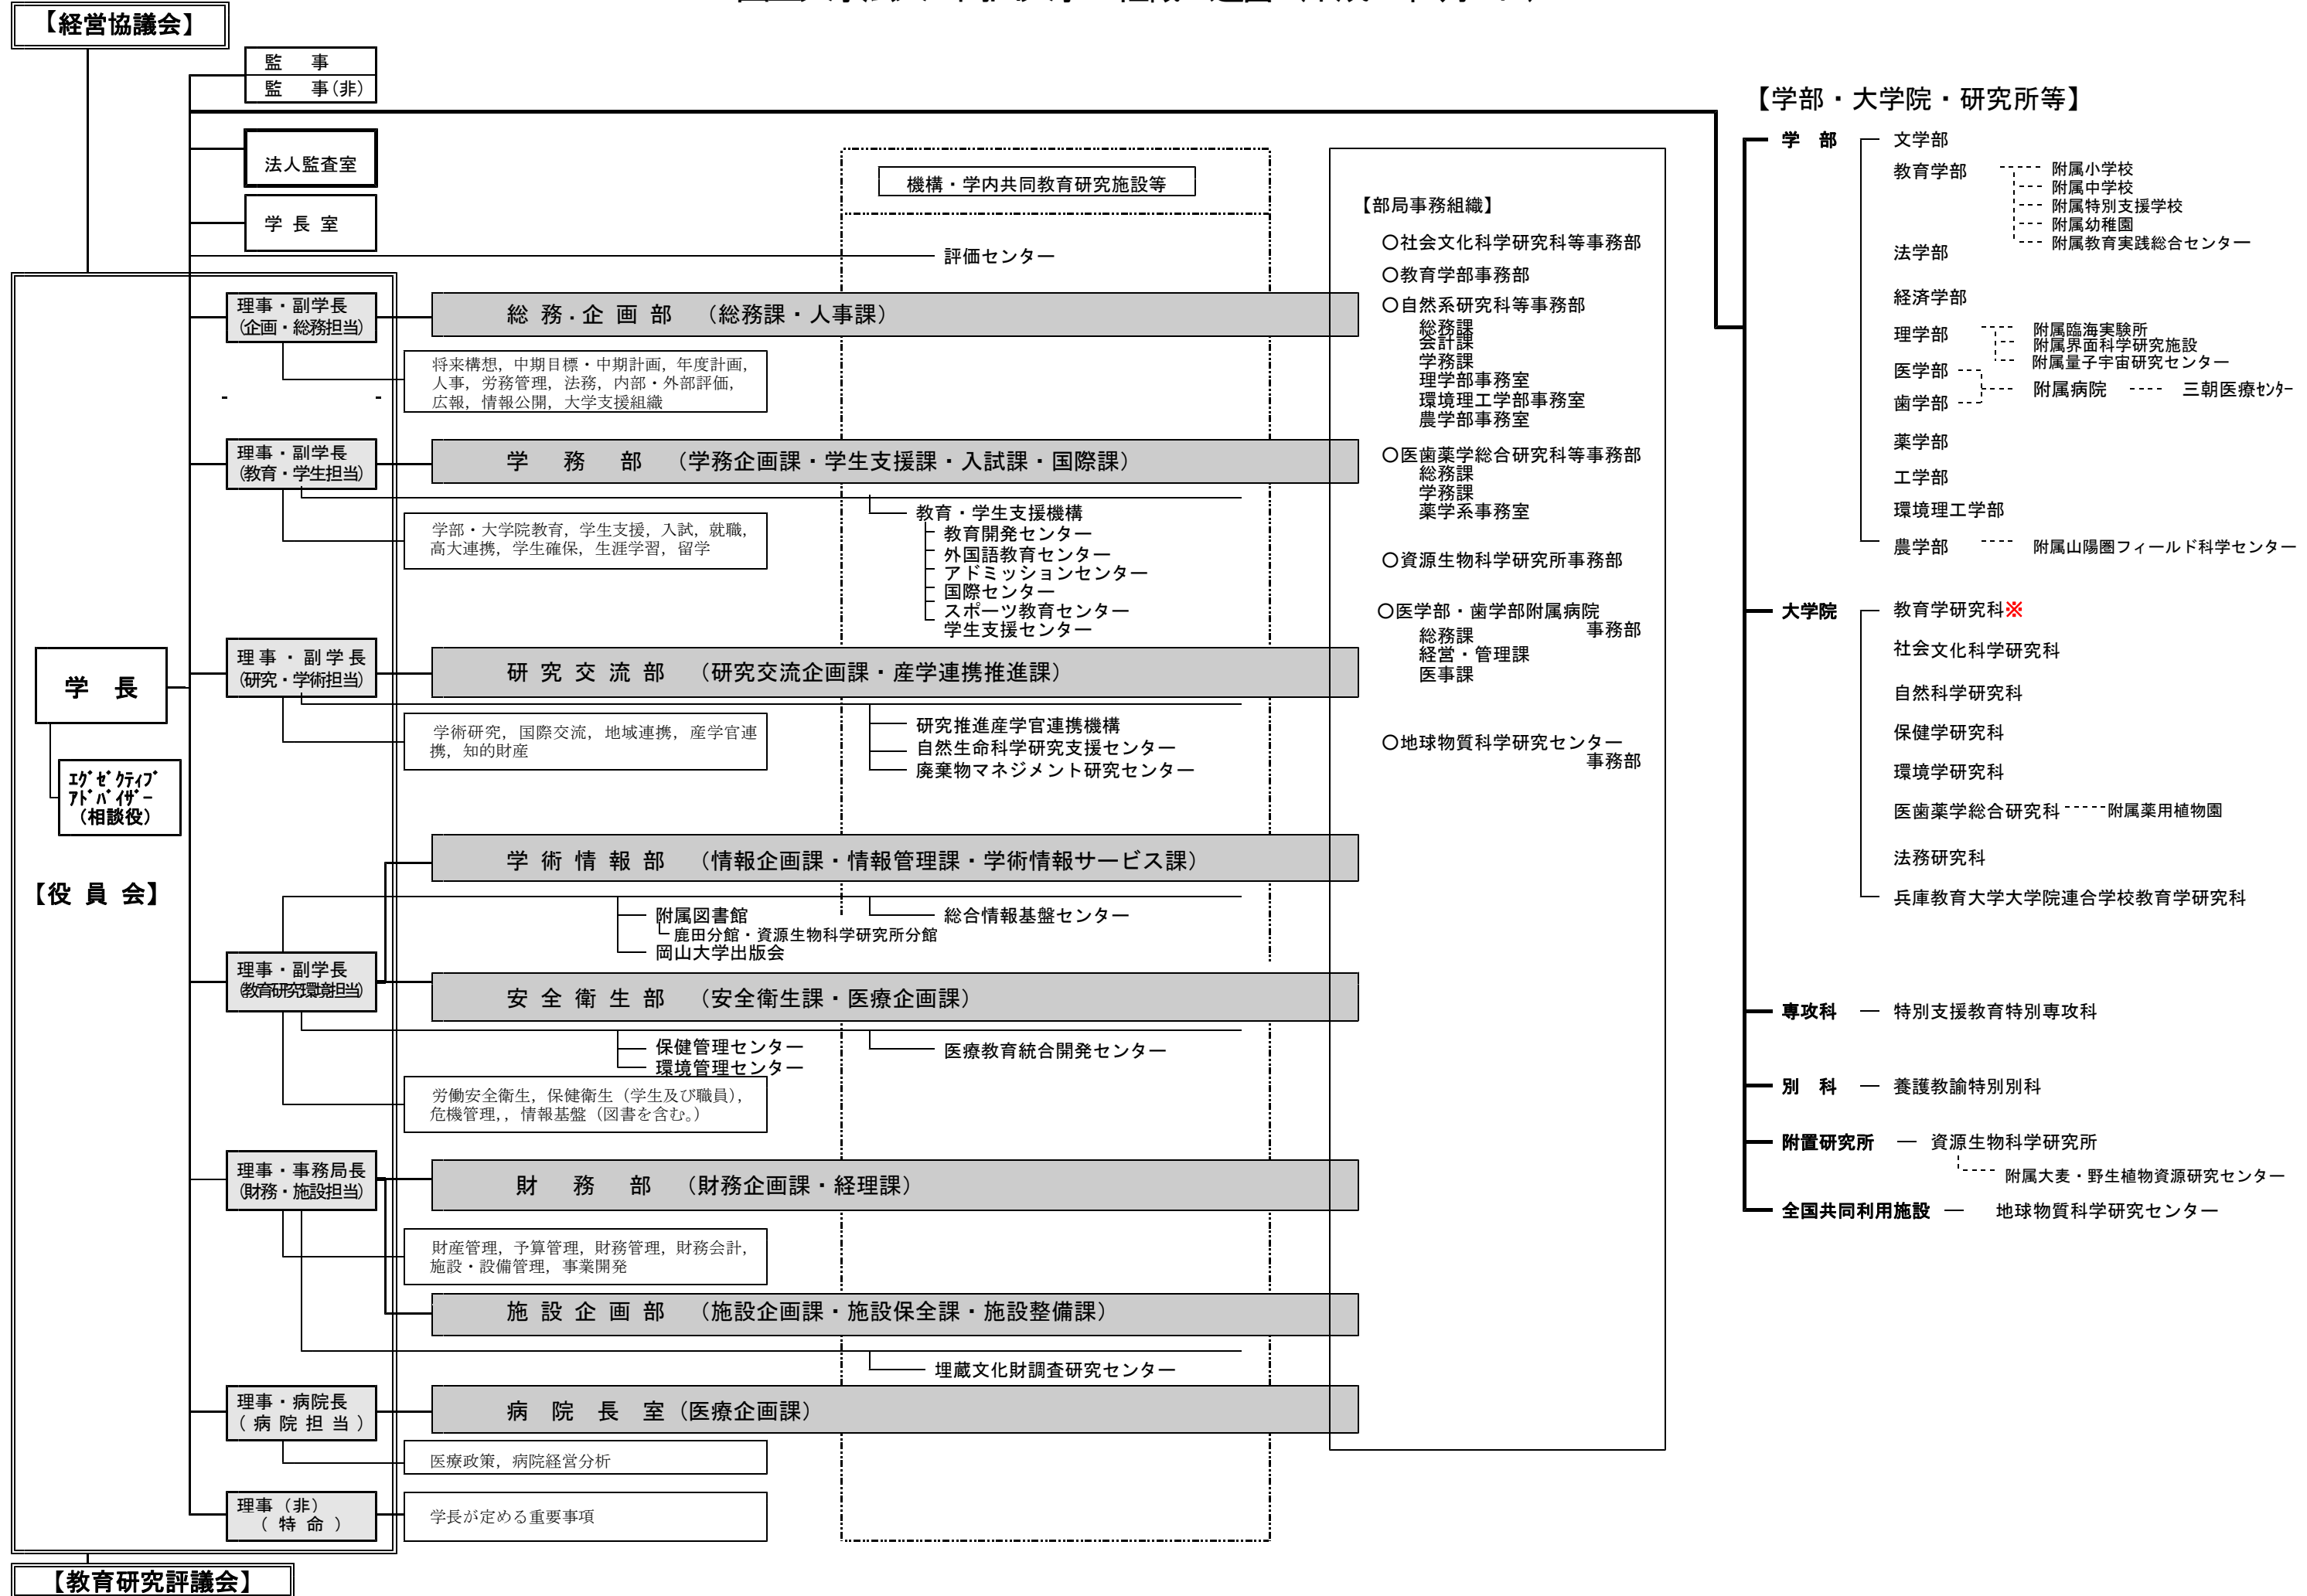 【経営協議会】
監　事
監　事(非)
法人監査室
学 長 室
機構・学内共同教育研究施設等
評価センター
理事・副学長
(企画・総務担当)
総 務．企 画 部　（総務課・人事課）
将来構想，中期目標・中期計画，年度計画，
人事，労務管理，法務，内部・外部評価，
広報，情報公開，大学支援組織
理事・副学長
(教育・学生担当)
学　務　部　（学務企画課・学生支援課・入試課・国際課）
学部・大学院教育，学生支援，入試，就職，
高大連携，学生確保，生涯学習，留学
教育・学生支援機構
教育開発センター
外国語教育センター
アドミッションセンター
国際センター
スポーツ教育センター
学生支援センター
理事・副学長
(研究・学術担当)
研 究 交 流 部　（研究交流企画課・産学連携推進課）
学術研究，国際交流，地域連携，産学官連
携，知的財産
研究推進産学官連携機構
自然生命科学研究支援センター
廃棄物マネジメント研究センター
学　長
ｴｸﾞｾﾞｸﾃｨﾌﾞ
ｱﾄﾞﾊﾞｲｻﾞｰ
（相談役）
【役 員 会】
学 術 情 報 部　（情報企画課・情報管理課・学術情報サービス課）
附属図書館
鹿田分館・資源生物科学研究所分館
岡山大学出版会
総合情報基盤センター
理事・副学長
(教育研究環境担当)
安 全 衛 生 部　（安全衛生課・医療企画課）
保健管理センター
環境管理センター
医療教育統合開発センター
労働安全衛生，保健衛生（学生及び職員），
危機管理，，情報基盤（図書を含む。）
理事・事務局長
(財務・施設担当)
財　務　部　（財務企画課・経理課）
財産管理，予算管理，財務管理，財務会計，
施設・設備管理，事業開発
施 設 企 画 部　（施設企画課・施設保全課・施設整備課）
埋蔵文化財調査研究センター
理事・病院長
( 病 院 担 当 )
病 院 長 室（医療企画課）
医療政策，病院経営分析
理事（非）
（ 特 命 ）
学長が定める重要事項
【教育研究評議会】
【部局事務組織】
○社会文化科学研究科等事務部
○教育学部事務部
○自然系研究科等事務部
総務課
会計課
学務課
理学部事務室
環境理工学部事務室
農学部事務室
○医歯薬学総合研究科等事務部
総務課
学務課
薬学系事務室
○資源生物科学研究所事務部
○医学部・歯学部附属病院
事務部
総務課
経営・管理課
医事課
○地球物質科学研究センター
事務部
【学部・大学院・研究所等】
学　部
文学部
教育学部
附属小学校
附属中学校
附属特別支援学校
附属幼稚園
附属教育実践総合センター
法学部
経済学部
理学部
附属臨海実験所
附属界面科学研究施設
附属量子宇宙研究センター
医学部
附属病院　三朝医療ｾﾝﾀｰ
歯学部
薬学部
工学部
環境理工学部
農学部　附属山陽圏フィールド科学センター
大学院
教育学研究科※
社会文化科学研究科
自然科学研究科
保健学研究科
環境学研究科
医歯薬学総合研究科　附属薬用植物園
法務研究科
兵庫教育大学大学院連合学校教育学研究科
専攻科　特別支援教育特別専攻科
別　科　養護教諭特別別科
附置研究所　資源生物科学研究所
附属大麦・野生植物資源研究センター
全国共同利用施設　地球物質科学研究センター